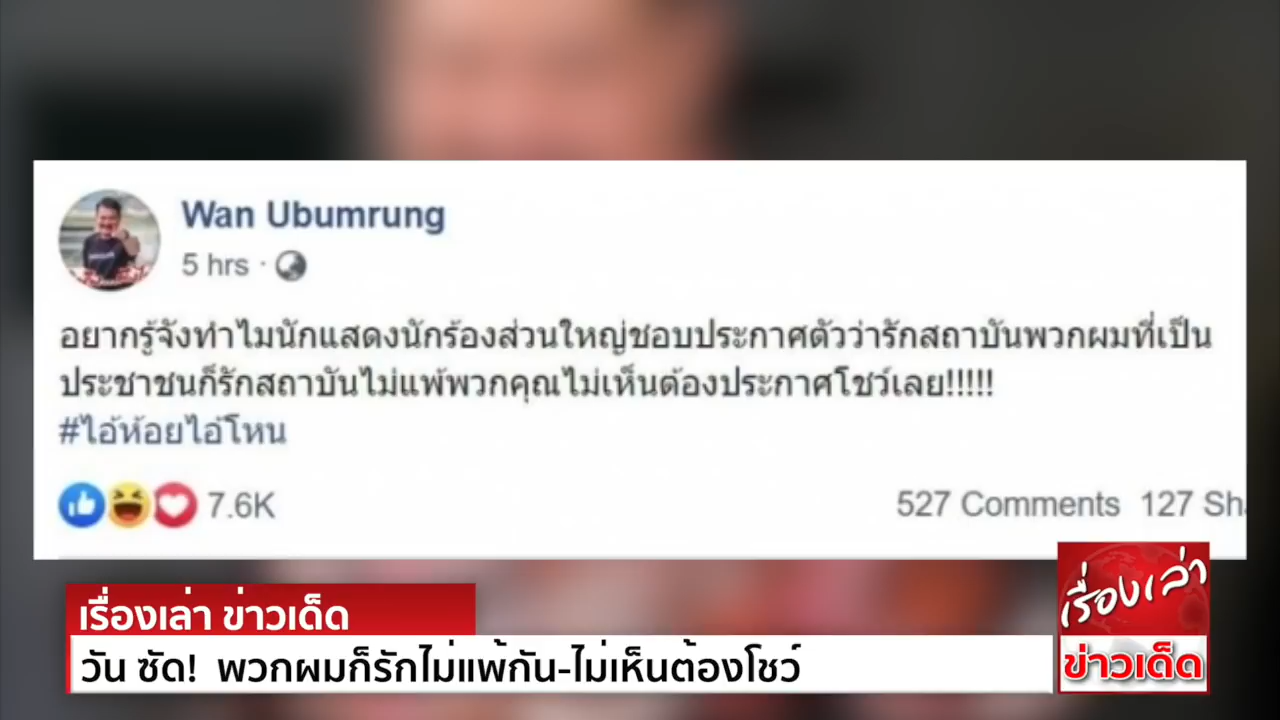 Wan Ubumrung
5 hrs ·
อยากรู้จังทำไมนักแสดงนักร้องส่วนใหญ่ชอบประกาศตัวว่ารักสถาบันพวกผมที่เป็น
ประชาชนก็รักสถาบันไม่แพ้พวกคุณไม่เห็นต้องประกาศโชว์เลย!!!!!
#ไอ้ห้อยไอ้โหน
7.6K
527 Comments 127 Sha
เรื่องเล่า ข่าวเด็ด
วัน ซัด! พวกผมก็รักไม่แพ้กัน-ไม่เห็นต้องโชว์
เรื่องเล่า
ข่าวเด็ด